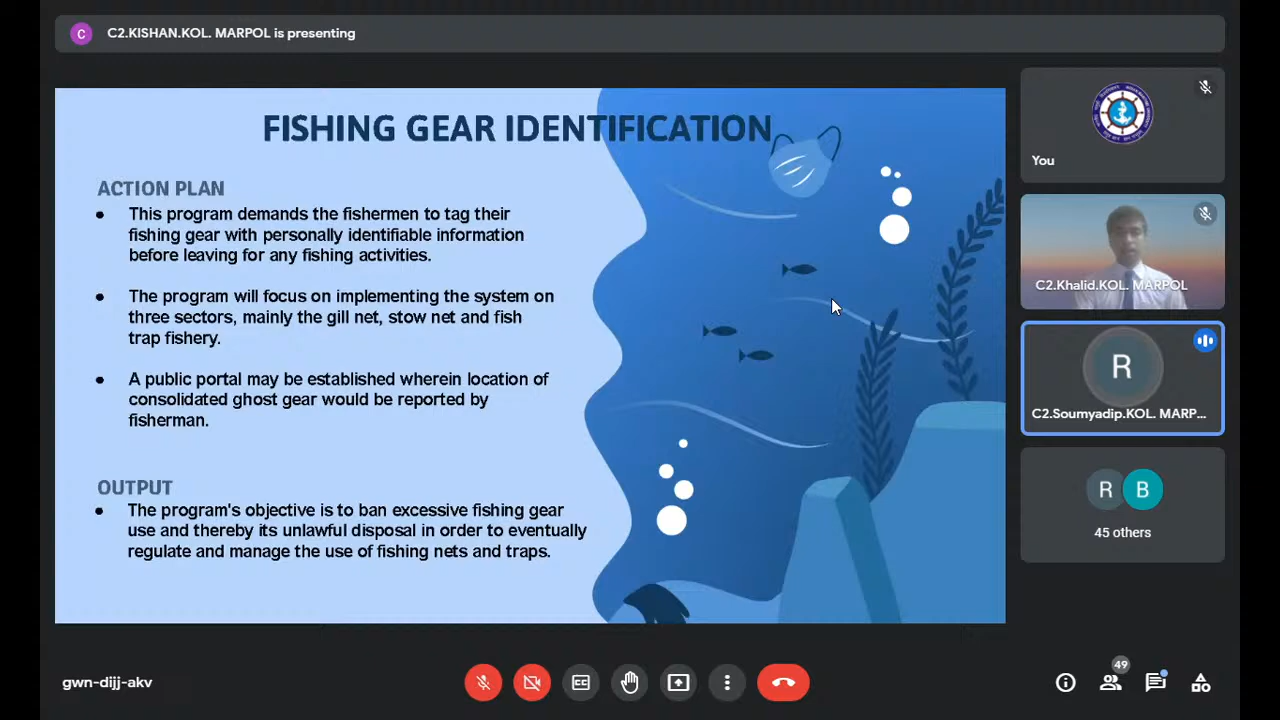 C
C2.KISHAN.KOL. MARPOL is presenting
FISHING GEAR IDENTIFICATION
ACTION PLAN
● This program demands the fishermen to tag their
fishing gear with personally identifiable information
before leaving for any fishing activities.
● The program will focus on implementing the system on
three sectors, mainly the gill net, stow net and fish
trap fishery.
● A public portal may be established wherein location of
consolidated ghost gear would be reported by
fisherman.
OUTPUT
● The program's objective is to ban excessive fishing gear
use and thereby its unlawful disposal in order to eventually
regulate and manage the use of fishing nets and traps.
You
C2.Khalid.KOL. MARPOL
R
C2.Soumyadip.KOL. MARP...
R B
45 others
gwn-dijj-akv
CC
49